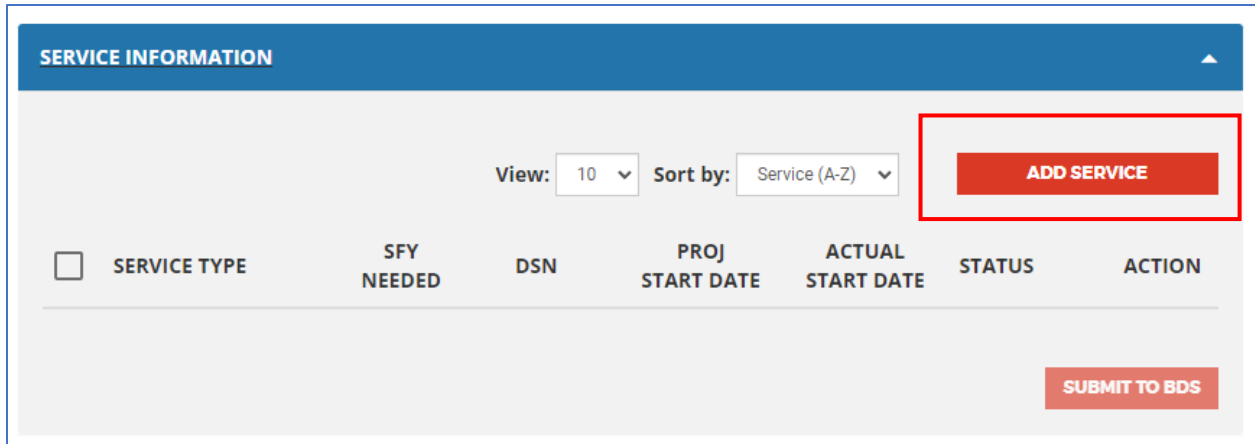 SERVICE INFORMATION
View: 10 Sort by: Service (A-Z) ADD SERVICE
SERVICE TYPE SFY NEEDED DSN PROJ START DATE ACTUAL START DATE STATUS ACTION
SUBMIT TO BDS